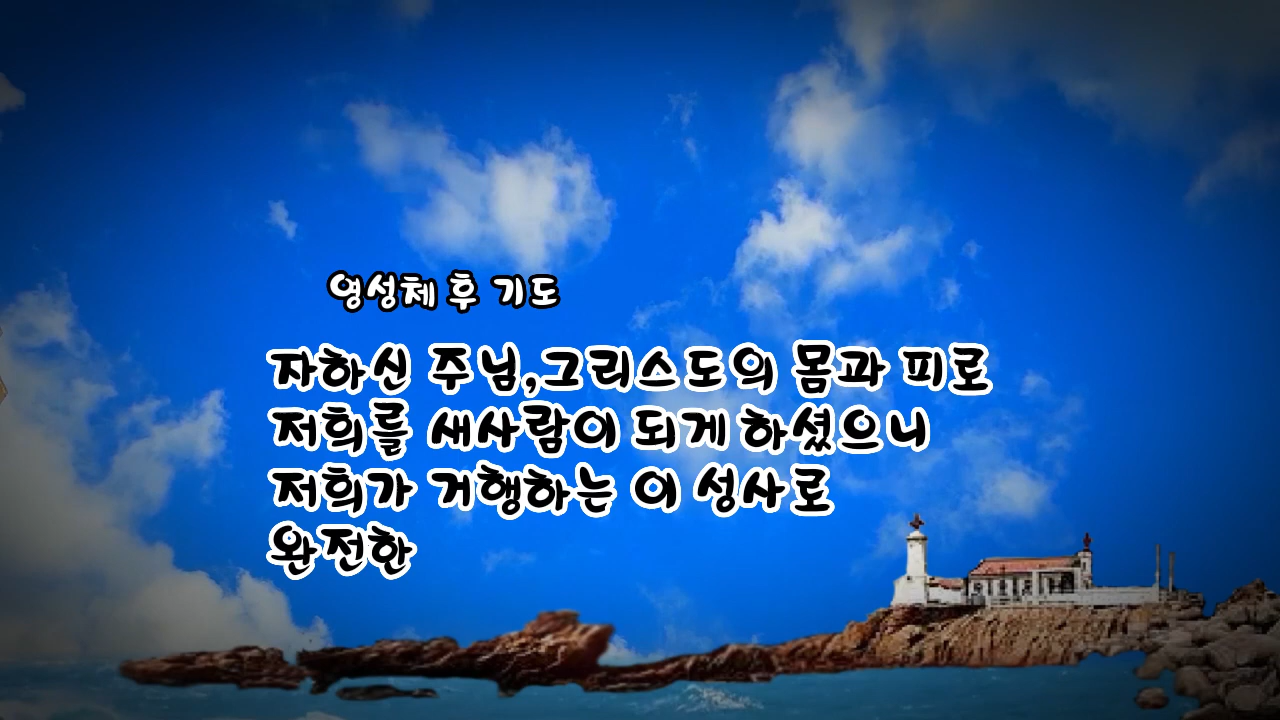 영성체 후 기도
자하신 주님,그리스도의 몸과 피로
저희를 새사람이 되게 하셨으니
저희가 거행하는 이 성사로
완전한